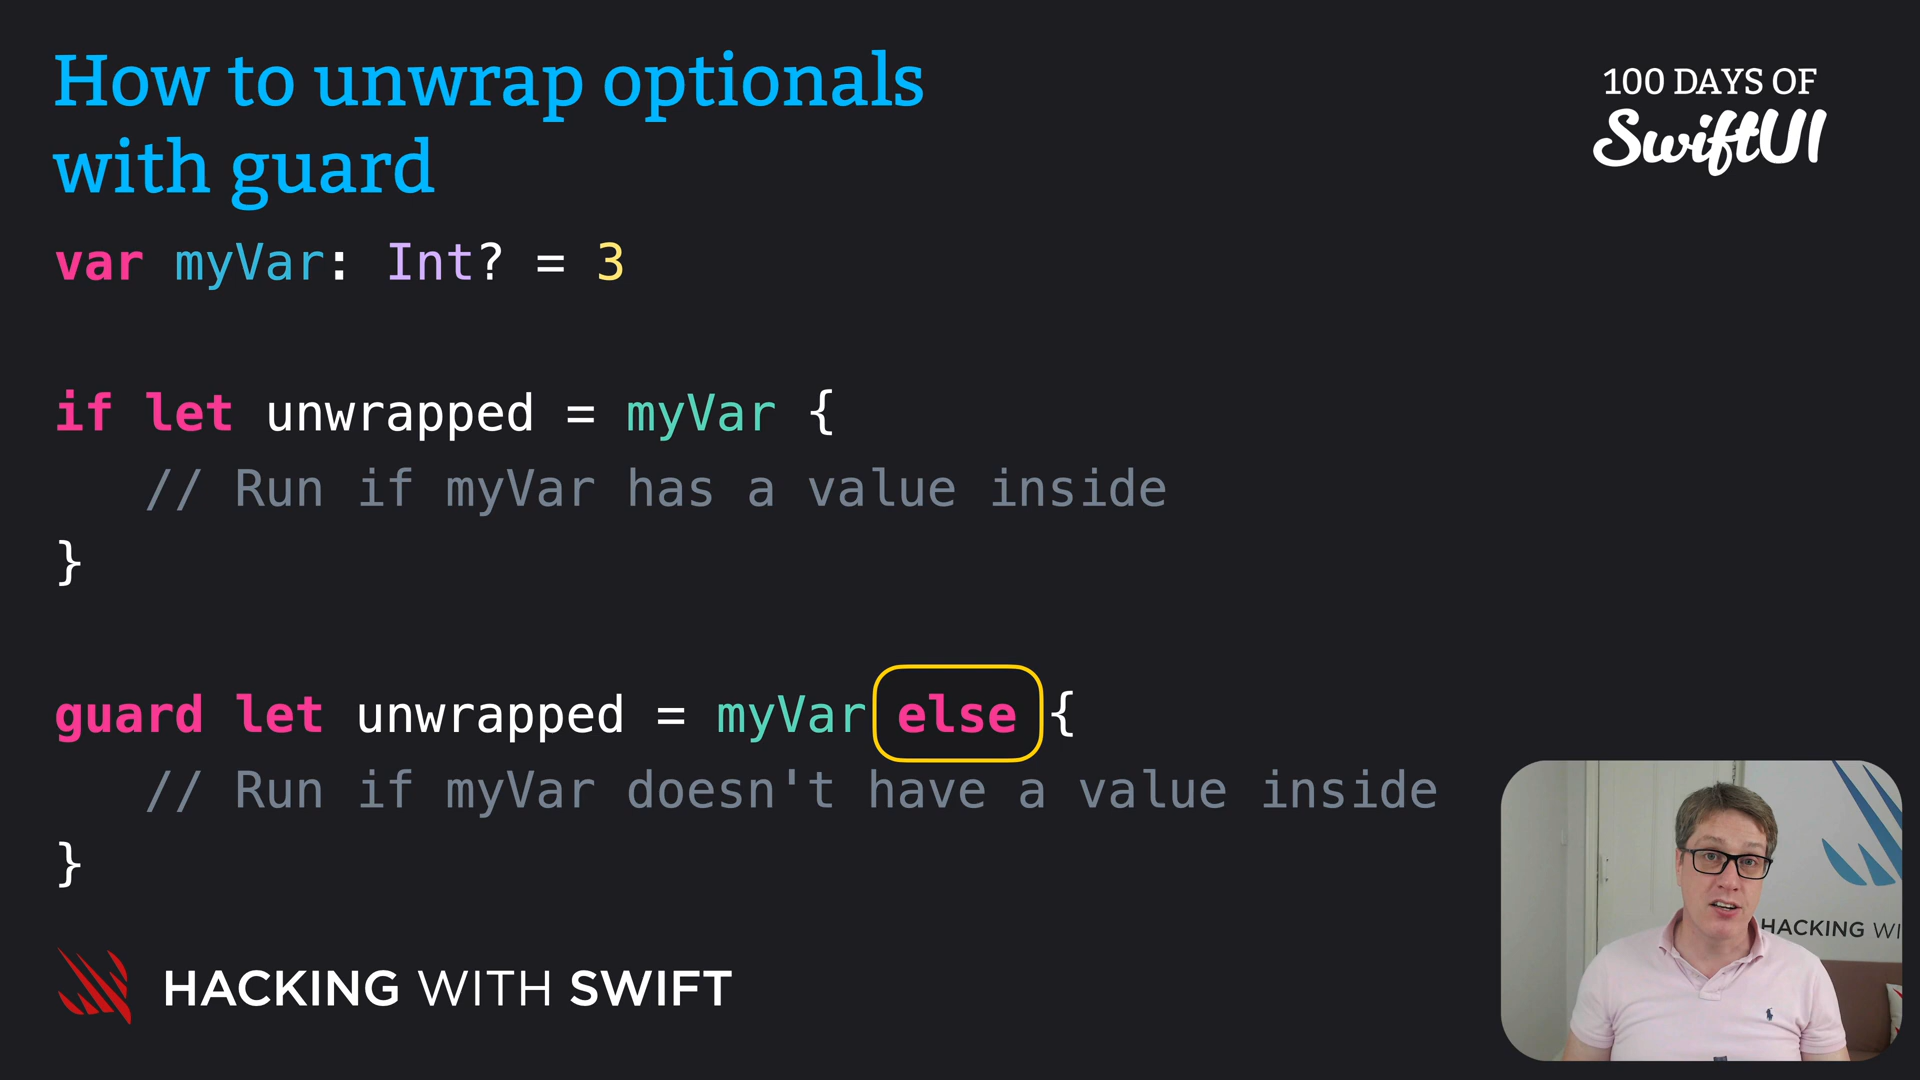 How to unwrap optionals
with guard
100 DAYS OF
SwiftUI
var myVar: Int? = 3
if let unwrapped = myVar {
// Run if myVar has a value inside
}
guard let unwrapped = myVar else {
// Run if myVar doesn't have a value inside
}
HACKING WITH SWIFT
HACKING WI